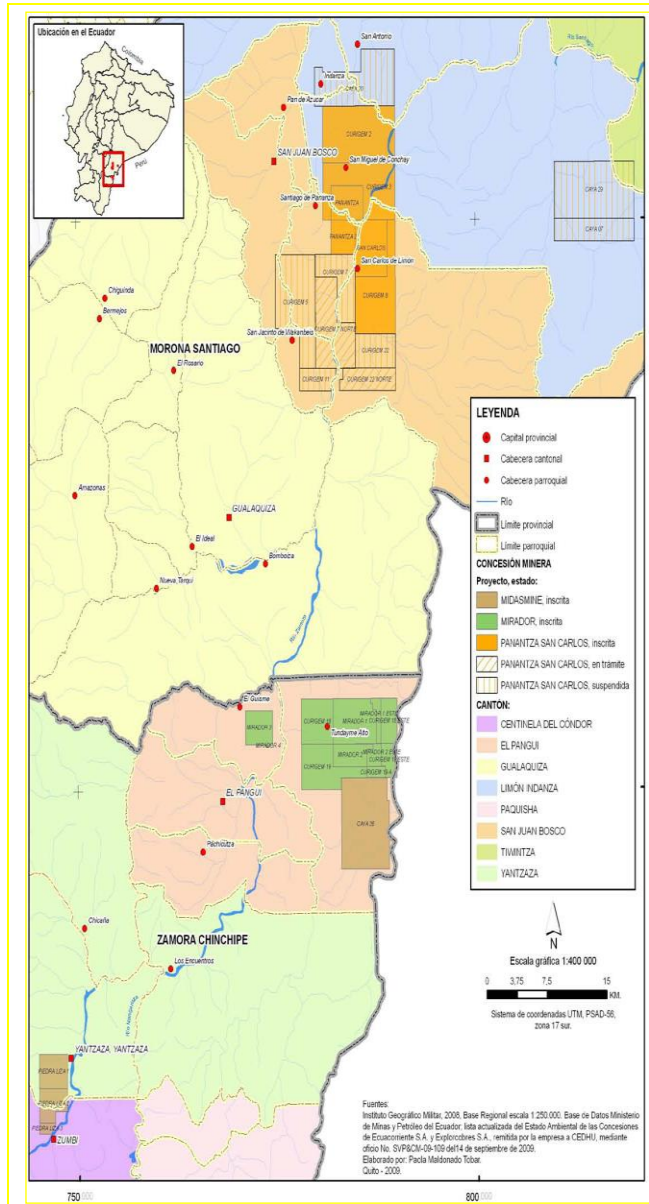 Ubicación en el Ecuador
Colombia
Perú
San Antonio
Indanza
Pan de Azucar
CURIGEM 2
SAN JUAN BOSCO
San Miguel de Conchay
PANANTZA
Santiago de Pananza
SAN CARLOS
San Carlos de Limón
CURIGEM 7
CURIGEM 8
San Jacinto de Wakanbeis
CURIGEM 11
CURIGEM 22 NORTE
CAYA 29
CAYA 07
Chiguinda
Bermejos
MORONA SANTIAGO
El Rosario
Amazonas
GUALAQUIZA
El Ideal
Bomboiza
Nueva Tarqui
Río Zamora
El Guisme
MIRADOR 3
MIRADOR 4
CURIGEM 18
MIRADOR 1
Tundayme Alto
MIRADOR 2
CURIGEM 19
EL PANGUI
CAYA 36
Pachicutza
Chicaña
ZAMORA CHINCHIPE
Los Encuentros
YANTZAZA, YANTZAZA
PIEDRA LIZA 1
ZUMBI
LEYENDA
Capital provincial
Cabecera cantonal
Cabecera parroquial
Río
Límite provincial
Límite parroquial
CONCESIÓN MINERA
Proyecto, estado:
MIDASMINE, inscrita
MIRADOR, inscrita
PANANTZA SAN CARLOS, inscrita
PANANTZA SAN CARLOS, en trámite
PANANTZA SAN CARLOS, suspendida
CANTÓN:
CENTINELA DEL CÓNDOR
EL PANGUI
GUALAQUIZA
LIMÓN INDANZA
PAQUISHA
SAN JUAN BOSCO
TIWINTZA
YANTZAZA
N
Escala gráfica 1:400 000
0 3,75 7,5 15
KM.
Sistema de coordenadas UTM, PSAD-56,
zona 17 sur.
Fuentes:
Instituto Geográfico Militar, 2008, Base Regional escala 1:250.000, Base de Datos Ministerio
de Minas y Petróleo del Ecuador; lista actualizada del Estado Ambiental de las Concesiones
de Ecuacorriente S.A. y Explorcobres S.A., remitida por la empresa a CEDHU, mediante
oficio No. SVP&CM-09-109 del14 de septiembre de 2009.
Elaborado por: Paola Maldonado Tobar.
Quito - 2009.
750.000
800.000